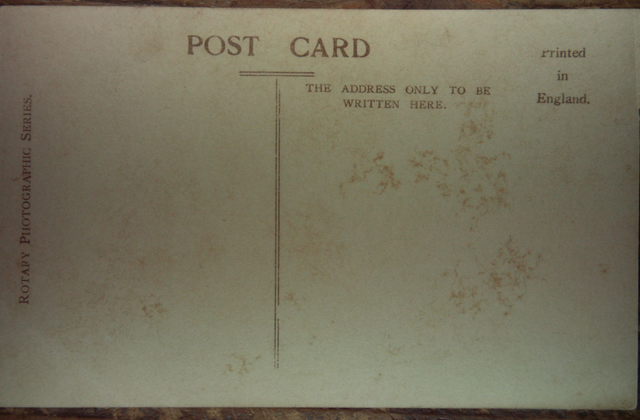 POST CARD
Printed
in
England.
THE ADDRESS ONLY TO BE
WRITTEN HERE.
ROTARY PHOTOGRAPHIC SERIES.